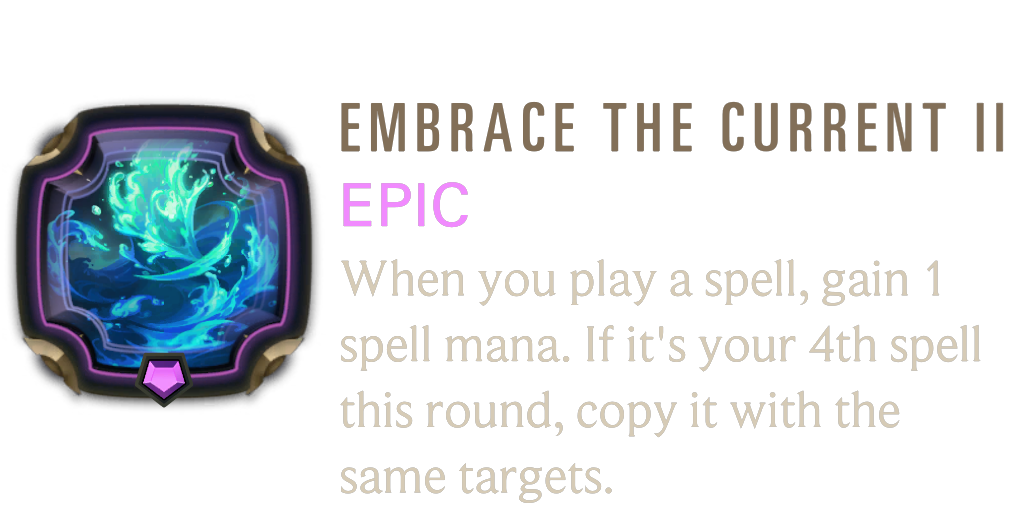 EMBRACE THE CURRENT II
EPIC
When you play a spell, gain 1
spell mana. If it's your 4th spell
this round, copy it with the
same targets.